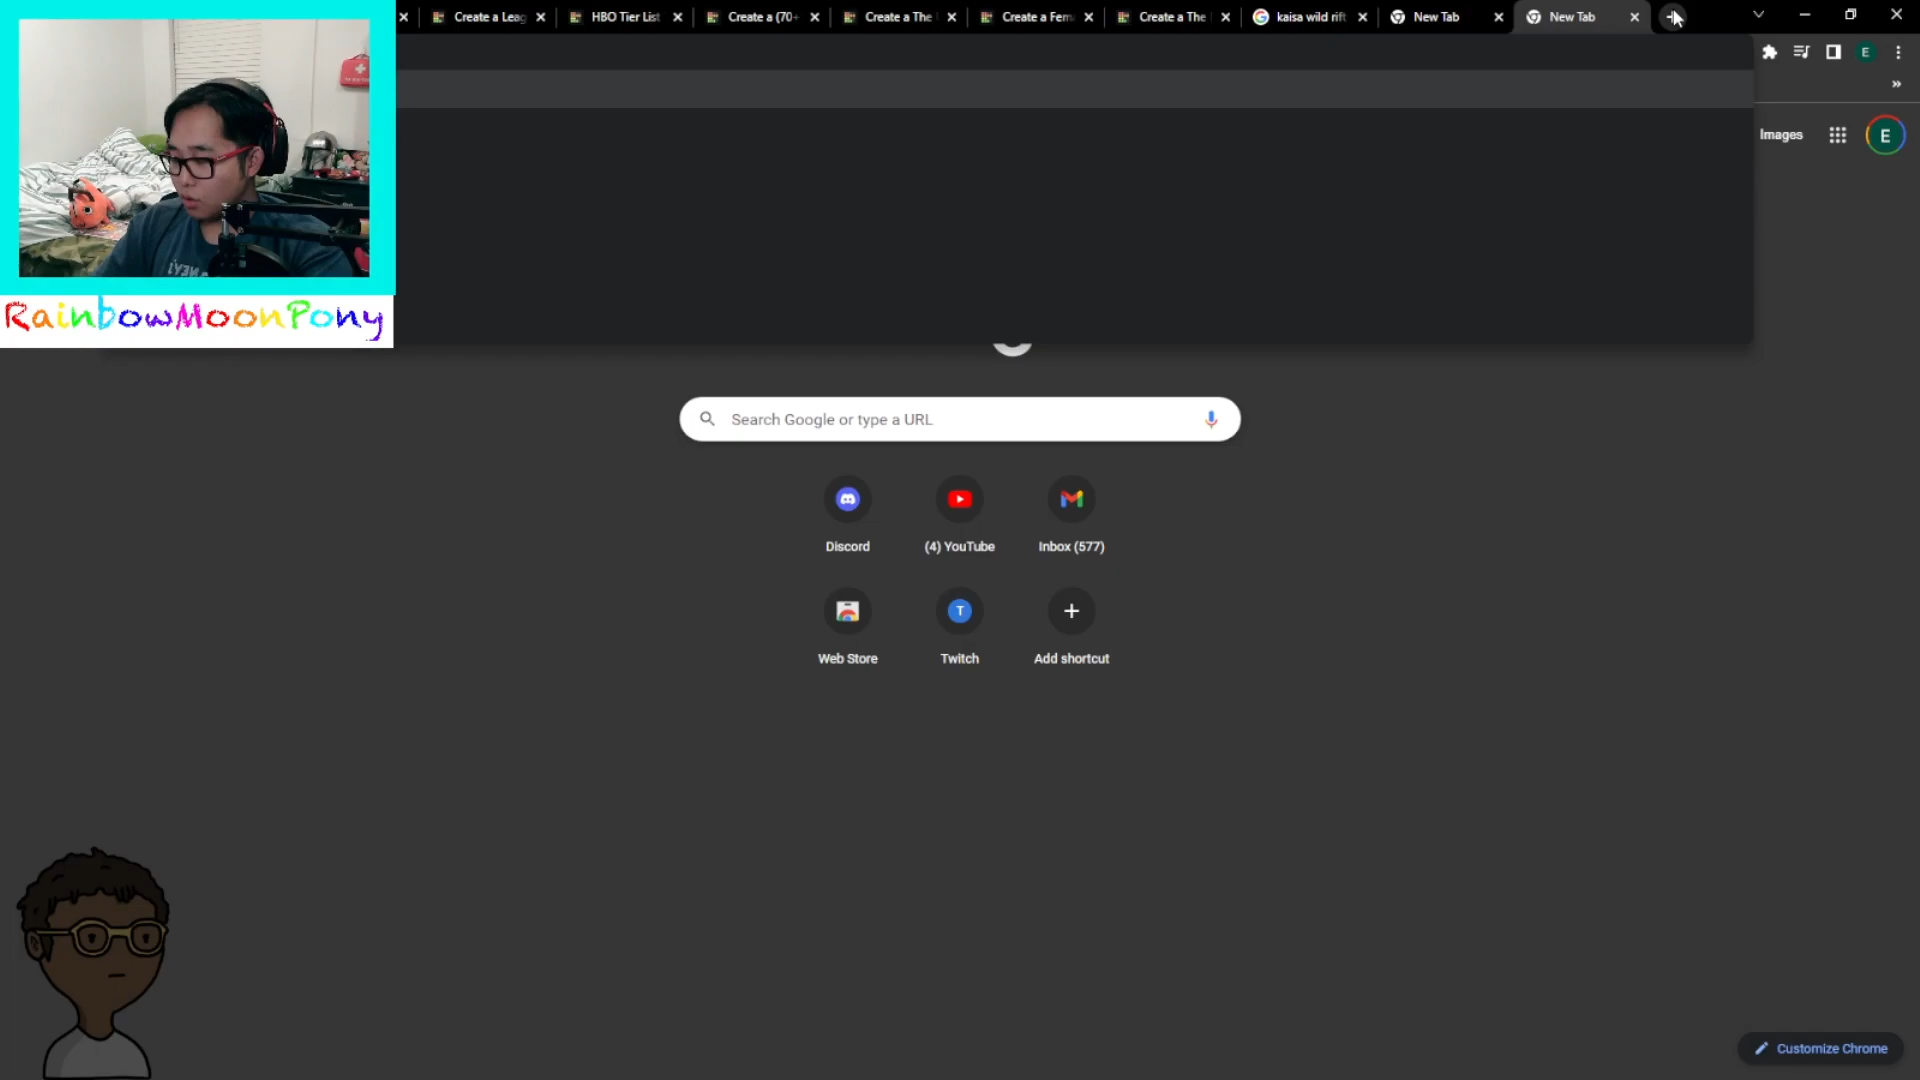 Create a Leag
HBO Tier List
Create a (70+
Create a The
Create a Fem
Create a The
kaisa wild rift
New Tab
New Tab
E
Images
E
RainbowMoonPony
Search Google or type a URL
Discord
(4) YouTube
Inbox (577)
T
Web Store
Twitch
Add shortcut
Customize Chrome